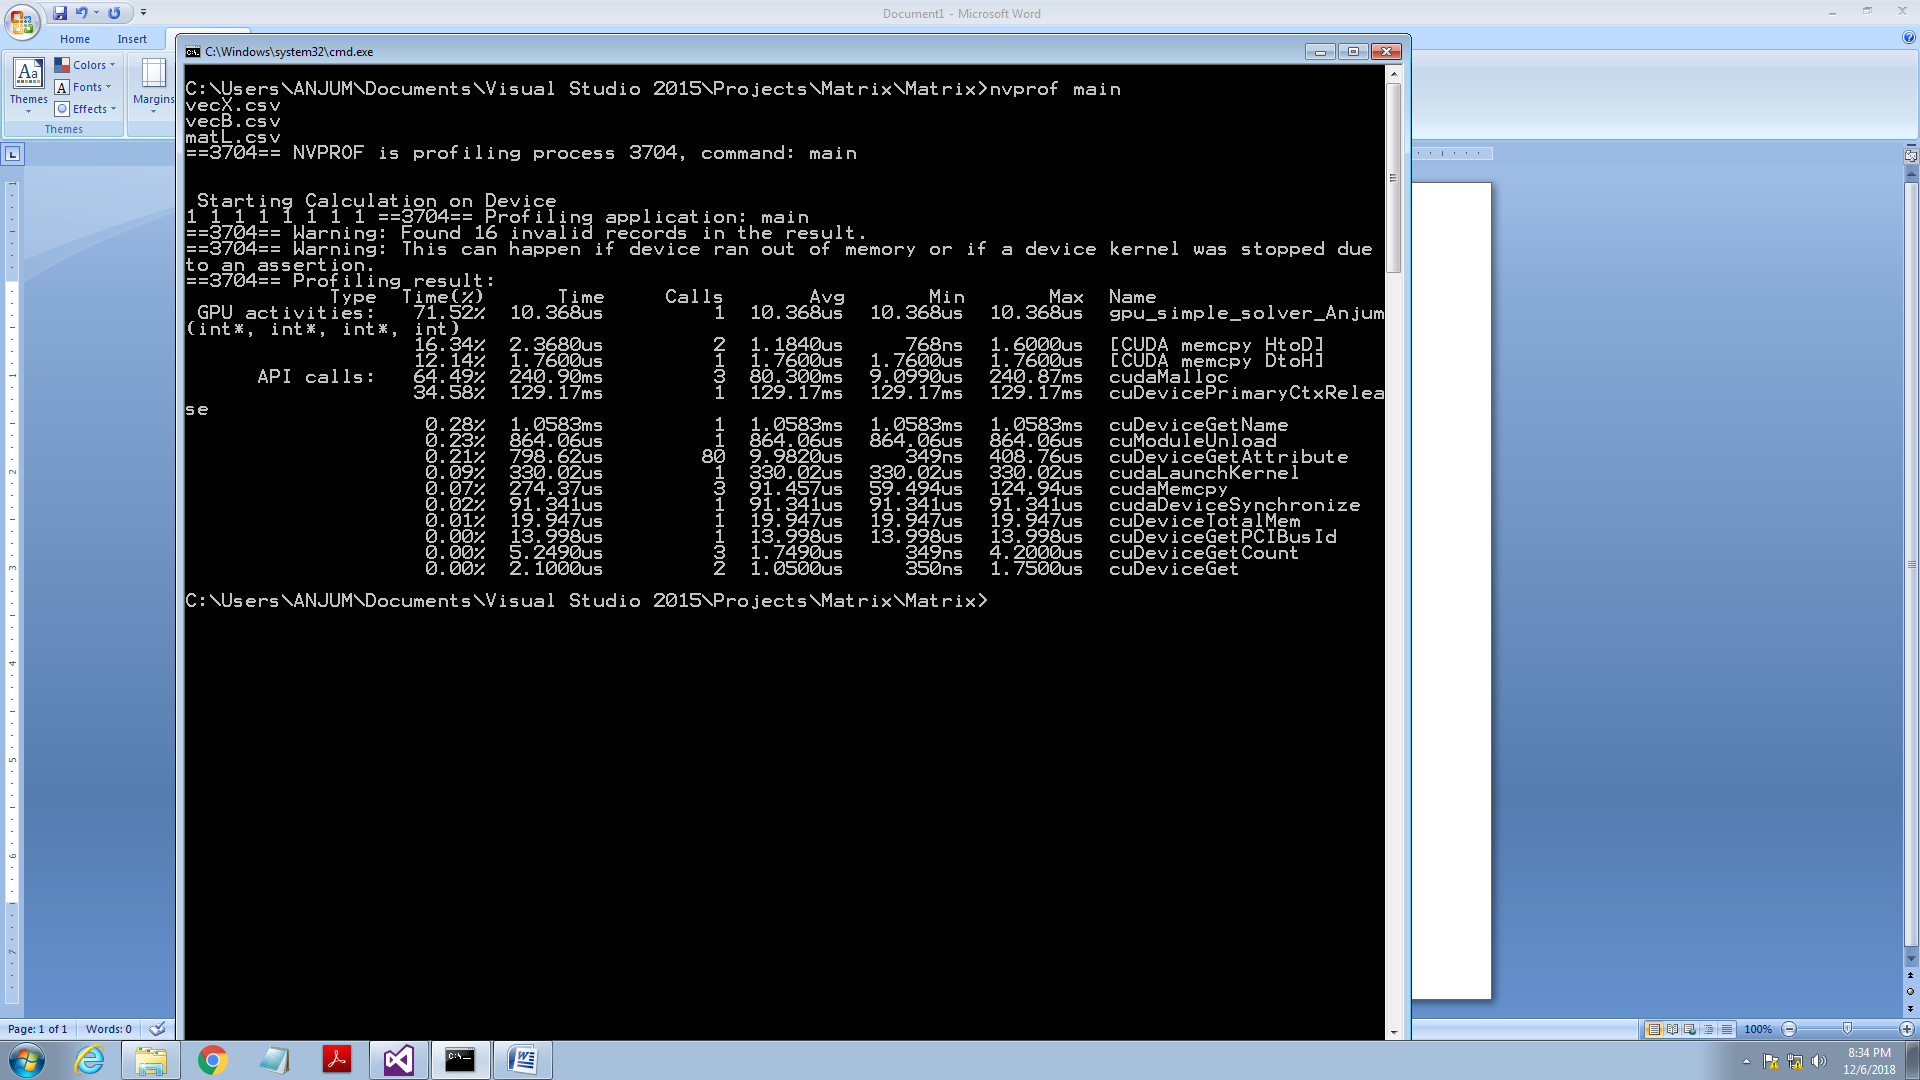 Document1 - Microsoft Word
Home Insert
C:\Windows\system32\cmd.exe
Aa Themes
Colors
Fonts
Effects
Margins
Themes
C:\Users\ANJUM\Documents\Visual Studio 2015\Projects\Matrix\Matrix>nvprof main
vecX.csv
vecB.csv
matL.csv
==3704== NVPROF is profiling process 3704, command: main
Starting Calculation on Device
1 1 1 1 1 1 1 1 ==3704== Profiling application: main
==3704== Warning: Found 16 invalid records in the result.
==3704== Warning: This can happen if device ran out of memory or if a device kernel was stopped due
to an assertion.
==3704== Profiling result:
Type Time(%) Time Calls Avg Min Max Name
GPU activities: 71.52% 10.368us 1 10.368us 10.368us 10.368us gpu_simple_solver_Anjum
(int*, int*, int*, int)
16.34% 2.3680us 2 1.1840us 768ns 1.6000us [CUDA memcpy HtoD]
12.14% 1.7600us 1 1.7600us 1.7600us 1.7600us [CUDA memcpy DtoH]
API calls: 64.49% 240.90ms 3 80.300ms 9.0990us 240.87ms cudaMalloc
34.58% 129.17ms 1 129.17ms 129.17ms 129.17ms cuDevicePrimaryCtxRelea
se
0.28% 1.0583ms 1 1.0583ms 1.0583ms 1.0583ms cuDeviceGetName
0.23% 864.06us 1 864.06us 864.06us 864.06us cuModuleUnload
0.21% 798.62us 80 9.9820us 349ns 408.76us cuDeviceGetAttribute
0.09% 330.02us 1 330.02us 330.02us 330.02us cudaLaunchKernel
0.07% 274.37us 3 91.457us 59.494us 124.94us cudaMemcpy
0.02% 91.341us 1 91.341us 91.341us 91.341us cudaDeviceSynchronize
0.01% 19.947us 1 19.947us 19.947us 19.947us cuDeviceTotalMem
0.00% 13.998us 1 13.998us 13.998us 13.998us cuDeviceGetPCIBusId
0.00% 5.2490us 3 1.7490us 349ns 4.2000us cuDeviceGetCount
0.00% 2.1000us 2 1.0500us 350ns 1.7500us cuDeviceGet
C:\Users\ANJUM\Documents\Visual Studio 2015\Projects\Matrix\Matrix>
Page: 1 of 1 Words: 0
100%
8:34 PM
12/6/2018